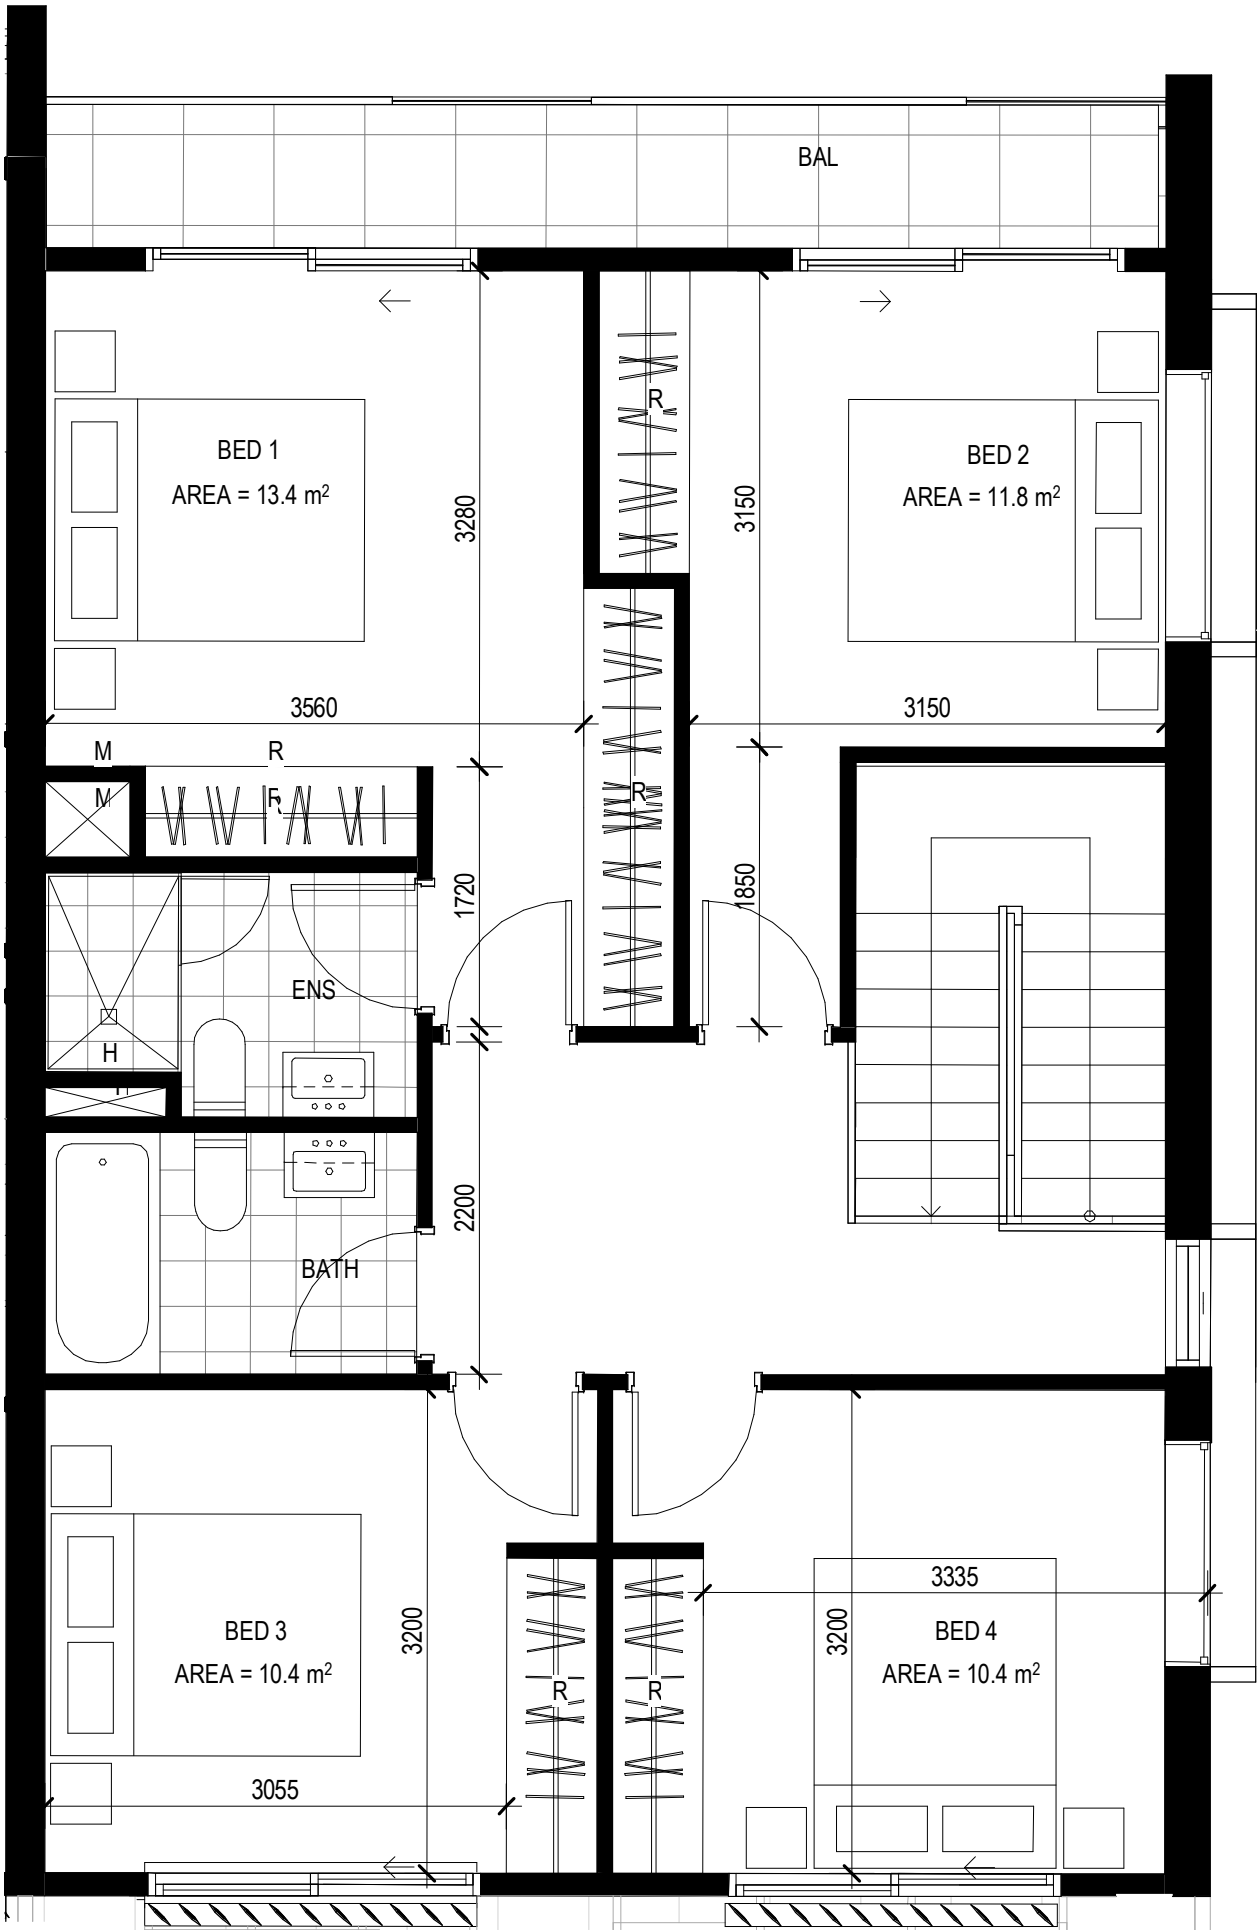 BAL
BED 1
AREA = 13.4 m²
3280
R
3150
BED 2
AREA = 11.8 m²
3560
3150
M
R
M
R
R
1720
1850
ENS
H
H
2200
BATH
BED 3
AREA = 10.4 m²
3200
R
R
3335
3200
BED 4
AREA = 10.4 m²
3055